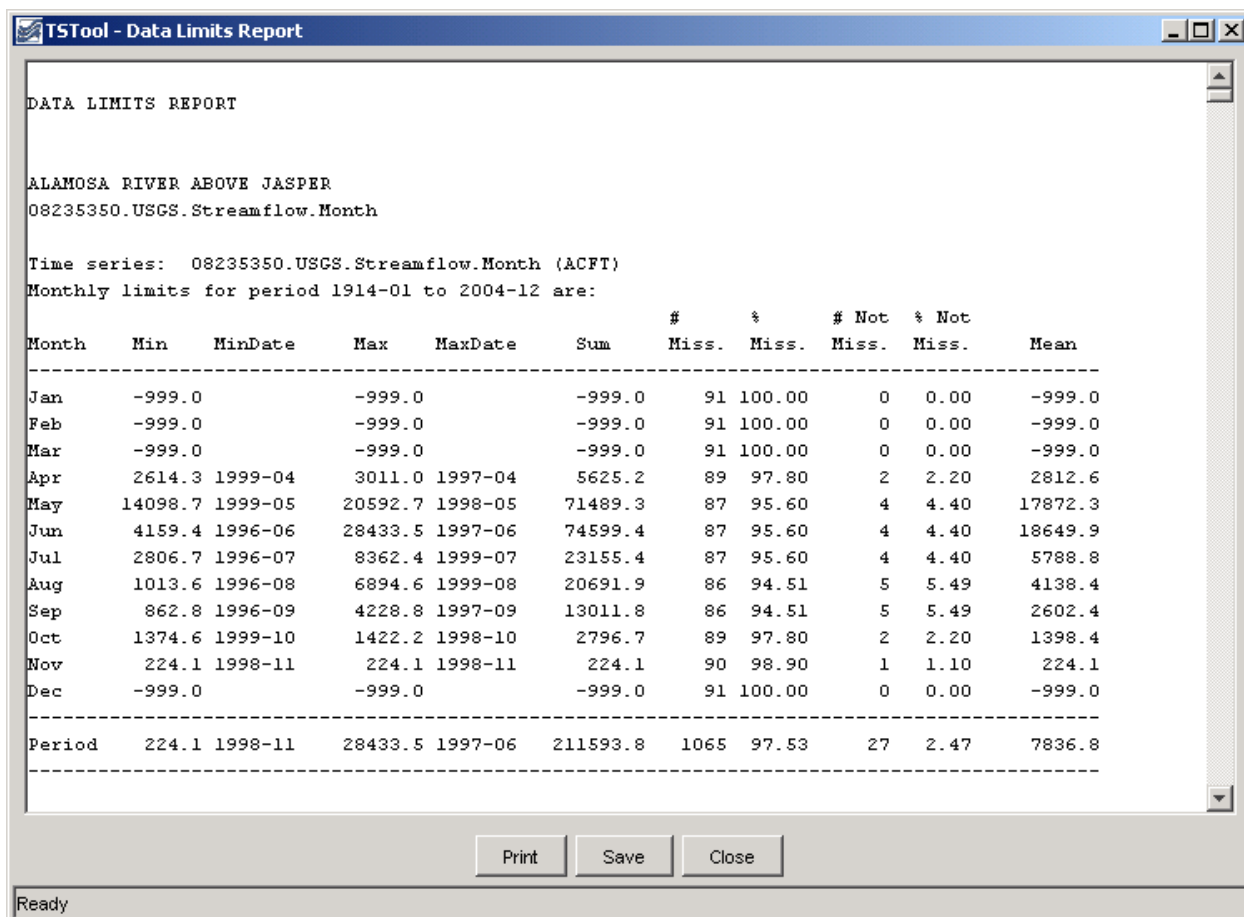 TSTool - Data Limits Report
DATA LIMITS REPORT
ALAMOSA RIVER ABOVE JASPER
08235350.USGS.Streamflow.Month
Time series:  08235350.USGS.Streamflow.Month (ACFT)
Monthly limits for period 1914-01 to 2004-12 are:
# % # Not % Not
Month Min MinDate Max MaxDate Sum Miss. Miss. Miss. Miss. Mean
Jan -999.0 -999.0 -999.0 91 100.00 0 0.00 -999.0
Feb -999.0 -999.0 -999.0 91 100.00 0 0.00 -999.0
Mar -999.0 -999.0 -999.0 91 100.00 0 0.00 -999.0
Apr 2614.3 1999-04 3011.0 1997-04 5625.2 89 97.80 2 2.20 2812.6
May 14098.7 1999-05 20592.7 1998-05 71489.3 87 95.60 4 4.40 17872.3
Jun 4159.4 1996-06 28433.5 1997-06 74599.4 87 95.60 4 4.40 18649.9
Jul 2806.7 1996-07 8362.4 1999-07 23155.4 87 95.60 4 4.40 5788.8
Aug 1013.6 1996-08 6894.6 1999-08 20691.9 86 94.51 5 5.49 4138.4
Sep 862.8 1996-09 4228.8 1997-09 13011.8 86 94.51 5 5.49 2602.4
Oct 1374.6 1999-10 1422.2 1998-10 2796.7 89 97.80 2 2.20 1398.4
Nov 224.1 1998-11 224.1 1998-11 224.1 90 98.90 1 1.10 224.1
Dec -999.0 -999.0 -999.0 91 100.00 0 0.00 -999.0
Period 224.1 1998-11 28433.5 1997-06 211593.8 1065 97.53 27 2.47 7836.8
Print Save Close
Ready